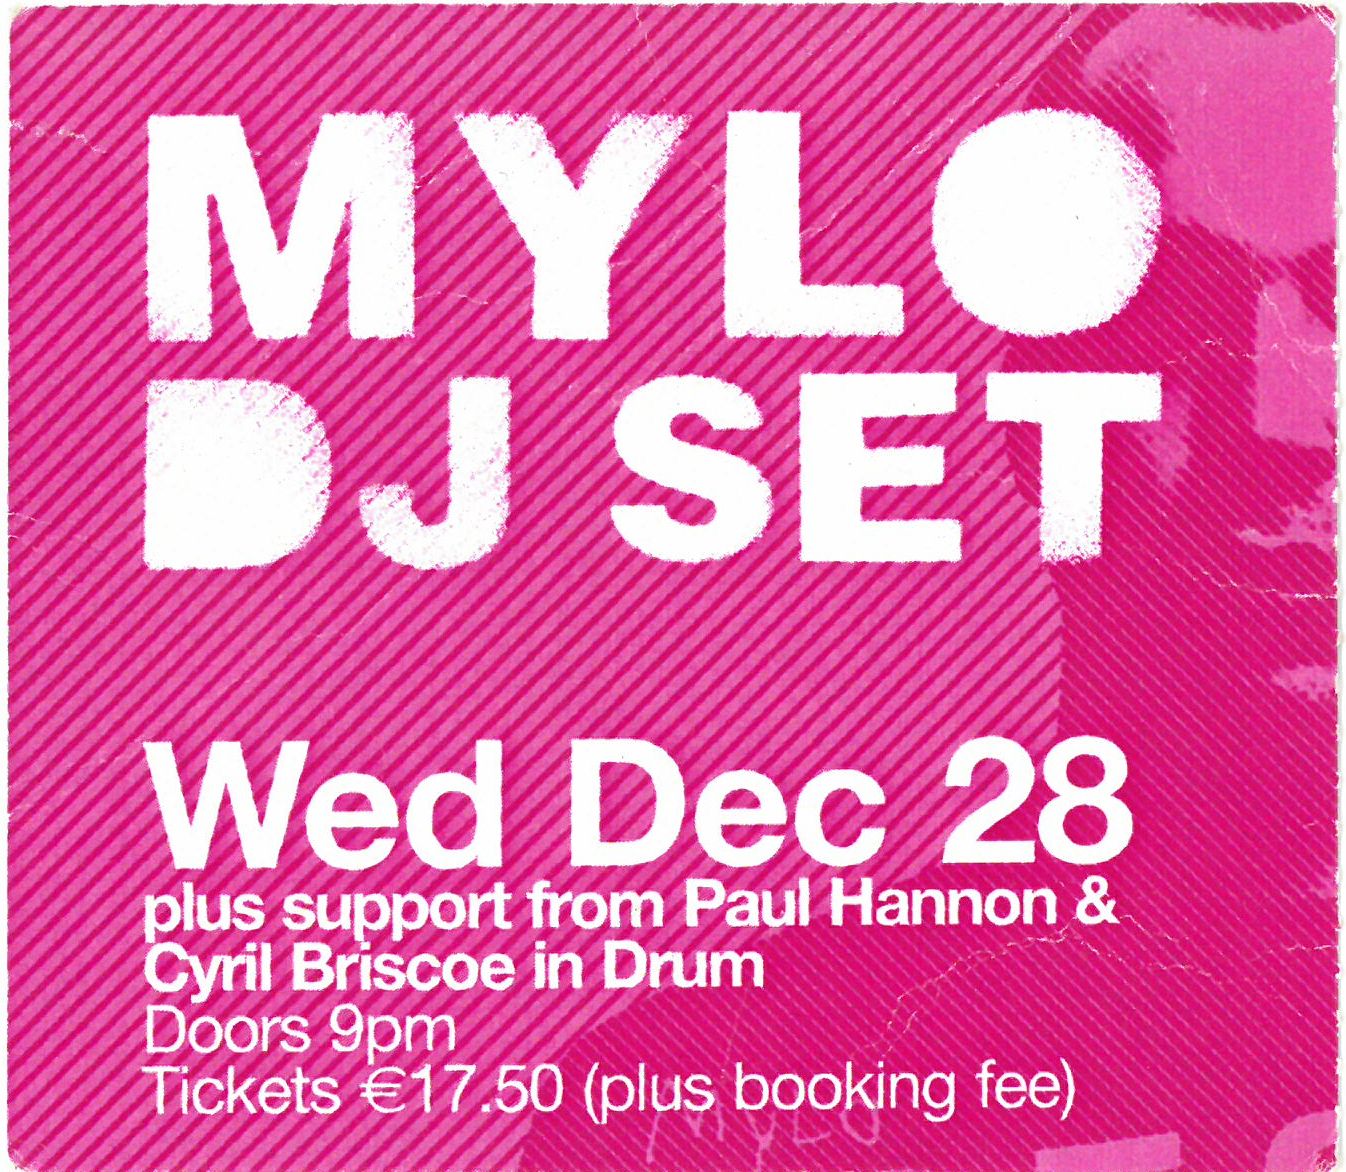 MYLO
DJ SET
Wed Dec 28
plus support from Paul Hannon &
Cyril Briscoe in Drum
Doors 9pm
Tickets €17.50 (plus booking fee)
MYLO